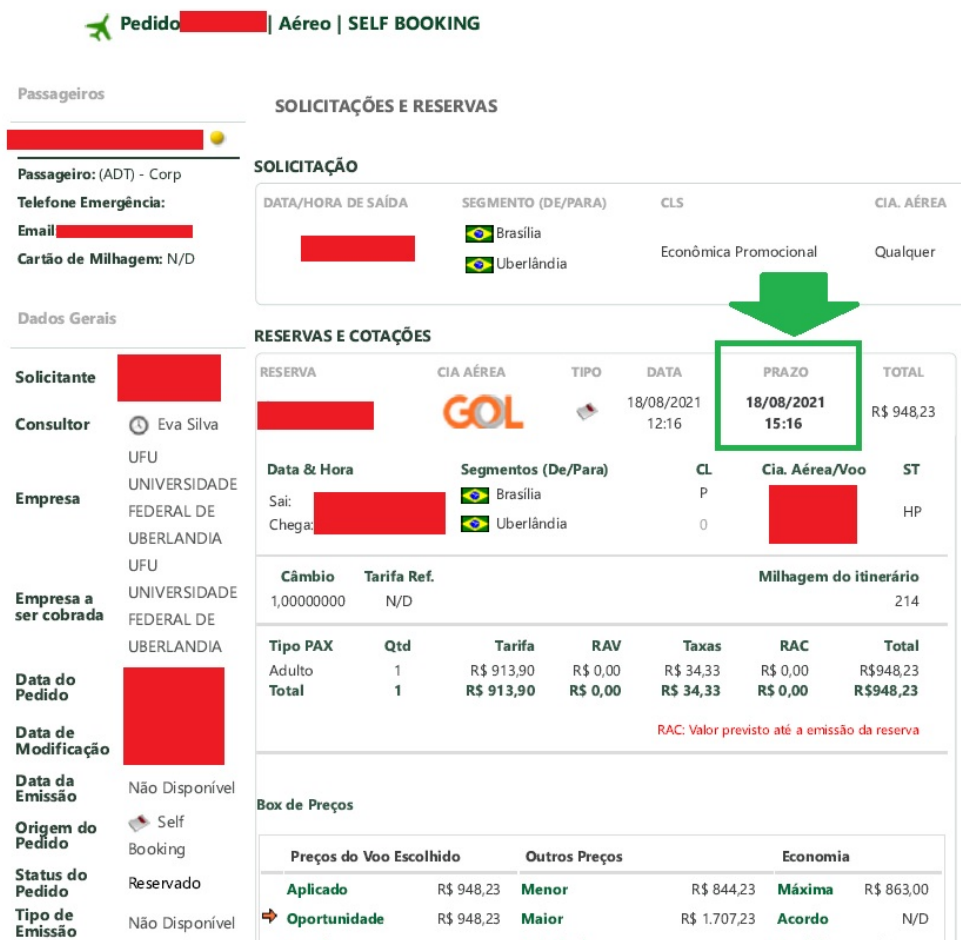 Pedido | Aéreo | SELF BOOKING
Passageiros
Passageiro: (ADT) - Corp
Telefone Emergência:
Email
Cartão de Milhagem: N/D
Dados Gerais
Solicitante
Consultor Eva Silva
Empresa UFU
UNIVERSIDADE
FEDERAL DE
UBERLANDIA
Empresa a
ser cobrada
UFU
UNIVERSIDADE
FEDERAL DE
UBERLANDIA
Data do
Pedido
Data de
Modificação
Data da
Emissão
Não Disponível
Origem do
Pedido
Self
Booking
Status do
Pedido
Reservado
Tipo de
Emissão
Não Disponível
SOLICITAÇÕES E RESERVAS
SOLICITAÇÃO
DATA/HORA DE SAÍDA SEGMENTO (DE/PARA) CLS CIA. AÉREA
Brasília
Uberlândia
Econômica Promocional Qualquer
RESERVAS E COTAÇÕES
RESERVA CIA AÉREA TIPO DATA PRAZO TOTAL
GOL 18/08/2021 18/08/2021 R$ 948,23
12:16 15:16
Data & Hora Segmentos (De/Para) CL Cia. Aérea/Voo ST
Sai: Brasília P HP
Chega: Uberlândia 0
Câmbio Tarifa Ref. Milhagem do itinerário
1,00000000 N/D 214
Tipo PAX Qtd Tarifa RAV Taxas RAC Total
Adulto 1 R$ 913,90 R$ 0,00 R$ 34,33 R$ 0,00 R$948,23
Total 1 R$ 913,90 R$ 0,00 R$ 34,33 R$ 0,00 R$948,23
RAC: Valor previsto até a emissão da reserva
Box de Preços
Preços do Voo Escolhido Outros Preços Economia
Aplicado R$ 948,23 Menor R$ 844,23 Máxima R$ 863,00
Oportunidade R$ 948,23 Maior R$ 1.707,23 Acordo N/D